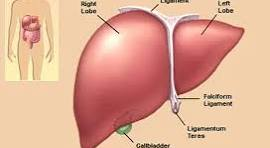 Ligament
Right
Lobe
Left
Lobe
Falciform
Ligament
Ligamentum
Teres
Gallbladder